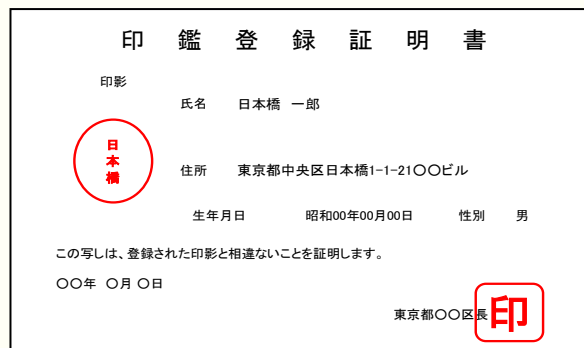 印鑑登録証明書
印影
氏名 日本橋 一郎
日本橋
住所 東京都中央区日本橋1-1-21〇〇ビル
生年月日 昭和00年00月00日 性別 男
この写しは、登録された印影と相違ないことを証明します。
〇〇年 〇月 〇日
東京都〇〇区長 印